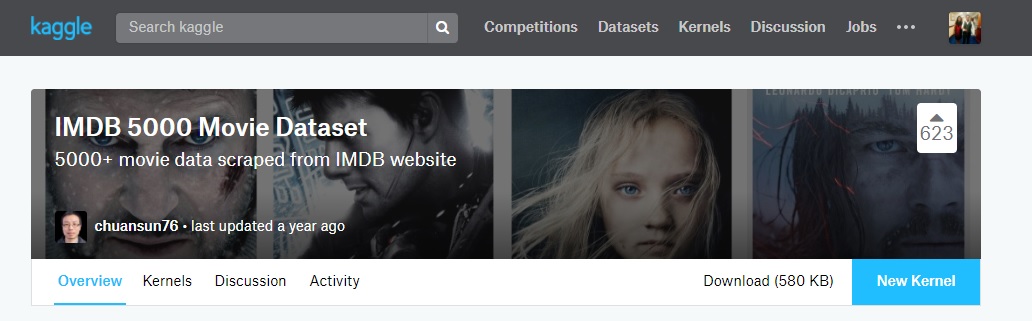 kaggle Search kaggle Competitions Datasets Kernels Discussion Jobs •••
LEONARDO DICAPRIO TOM HARDY
IMDB 5000 Movie Dataset
623
5000+ movie data scraped from IMDB website
chuansun76 • last updated a year ago
Overview Kernels Discussion Activity Download (580 KB) New Kernel